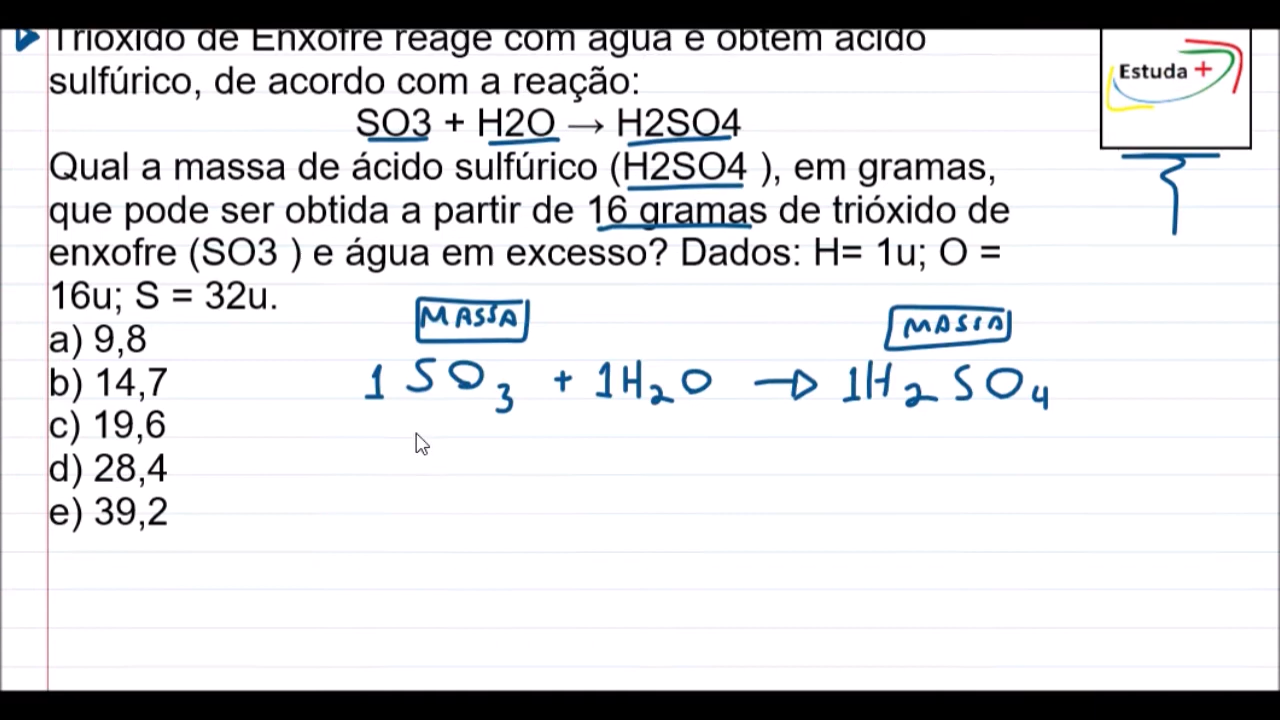 Trióxido de Enxofre reage com água e obtém ácido
sulfúrico, de acordo com a reação:
SO3 + H2O → H2SO4
Qual a massa de ácido sulfúrico (H2SO4 ), em gramas,
que pode ser obtida a partir de 16 gramas de trióxido de
enxofre (SO3 ) e água em excesso? Dados: H= 1u; O =
16u; S = 32u.
a) 9,8
b) 14,7
c) 19,6
d) 28,4
e) 39,2
MASSA
MASSA
1 SO3 + 1H2O → 1H2SO4
Estuda +